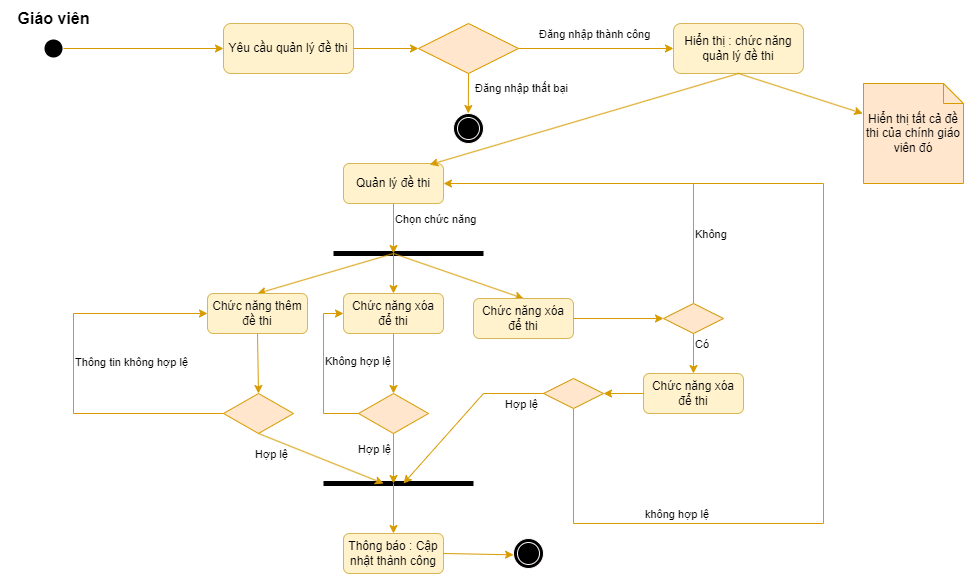 Giáo viên
Yêu cầu quản lý đề thi
Đăng nhập thành công
Hiển thị : chức năng
quản lý đề thi
Đăng nhập thất bại
Hiển thị tất cả đề
thi của chính giáo
viên đó
Quản lý đề thi
Chọn chức năng
Không
Chức năng thêm
đề thi
Chức năng xóa
để thi
Chức năng xóa
để thi
Có
Thông tin không hợp lệ
Không hợp lệ
Chức năng xóa
để thi
Hợp lệ
Hợp lệ
Hợp lệ
không hợp lệ
Thông báo : Cập
nhật thành công